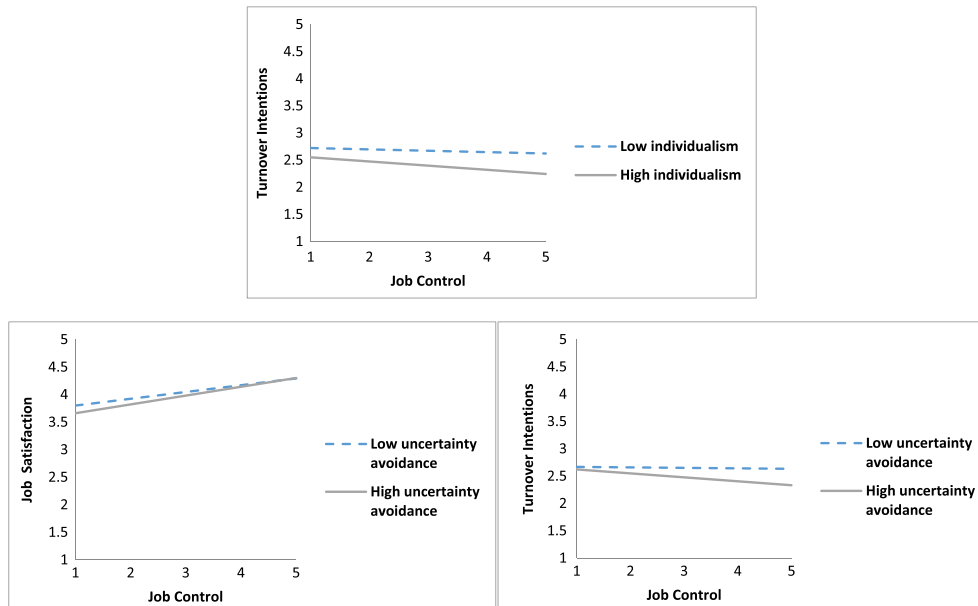 Turnover Intentions
5
4.5
4
3.5
3
2.5
2
1.5
1
1 2 3 4 5
Job Control
Low individualism
High individualism
Job Satisfaction
5
4.5
4
3.5
3
2.5
2
1.5
1
1 2 3 4 5
Job Control
Low uncertainty
avoidance
High uncertainty
avoidance
Turnover Intentions
5
4.5
4
3.5
3
2.5
2
1.5
1
1 2 3 4 5
Job Control
Low uncertainty
avoidance
High uncertainty
avoidance